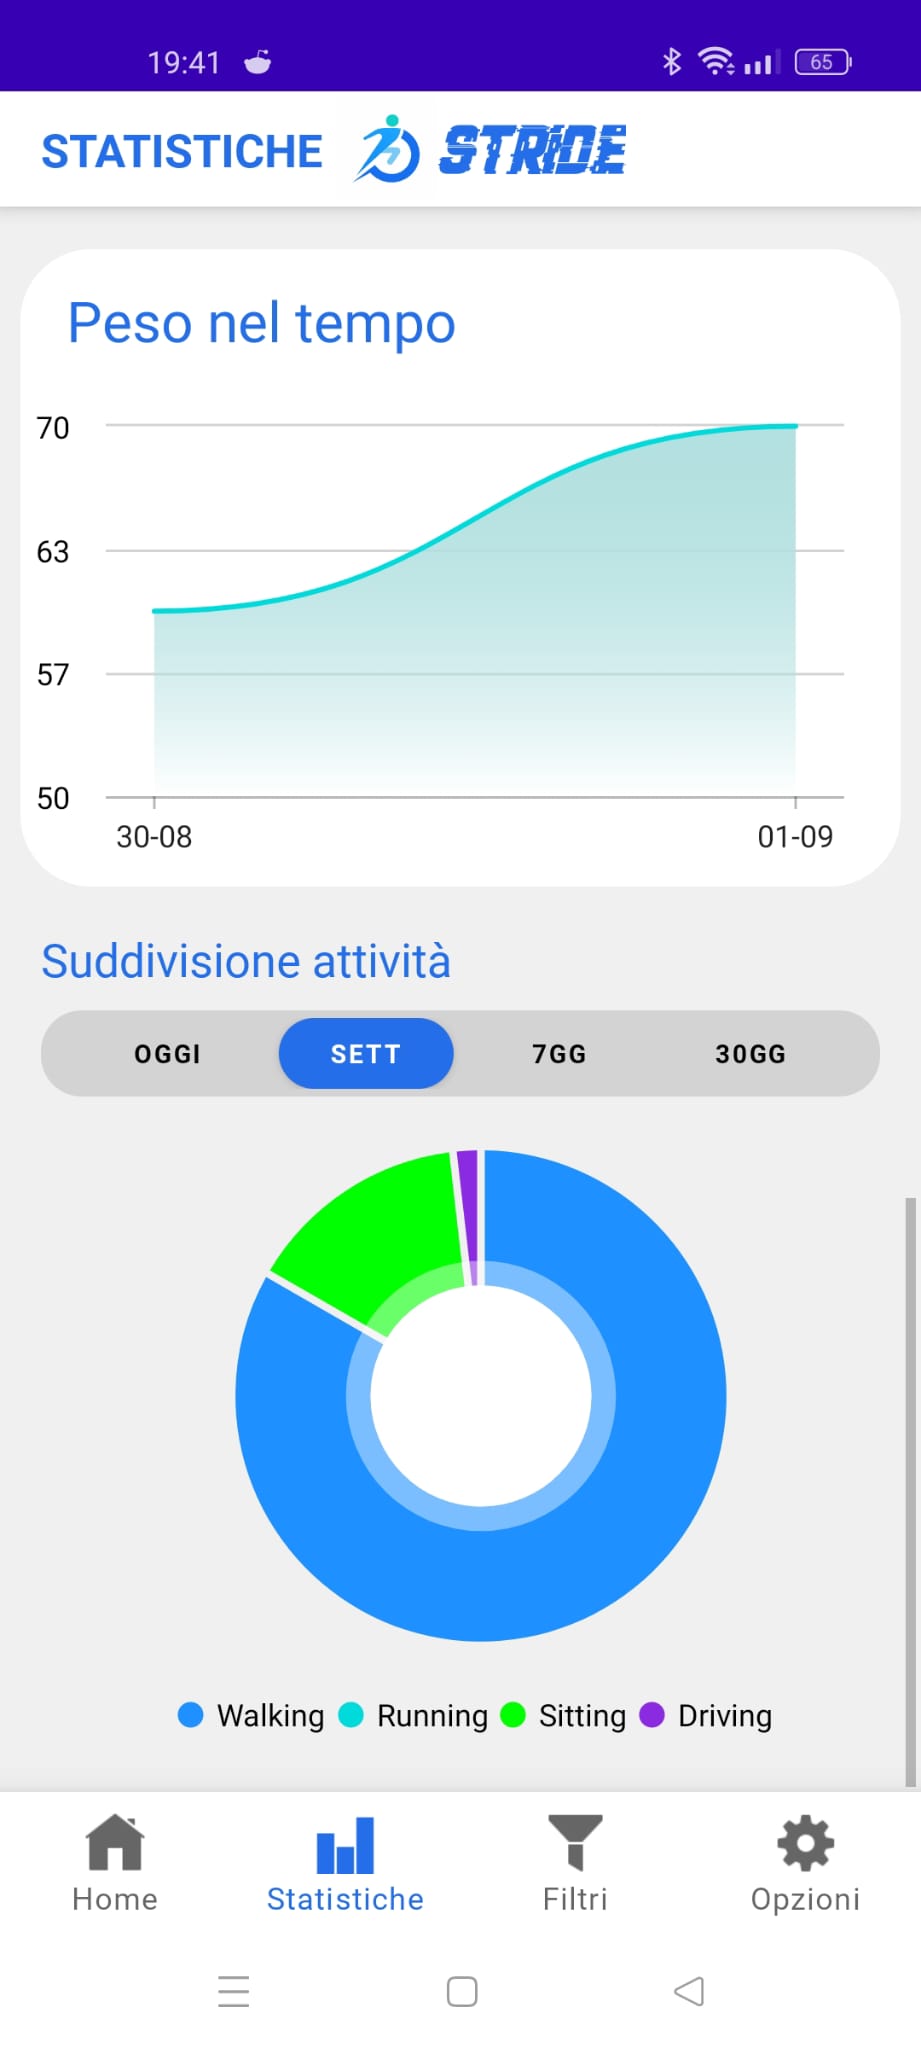 19:41 65
STATISTICHE STRIDE
Peso nel tempo
70
63
57
50
30-08 01-09
Suddivisione attività
OGGI SETT 7GG 30GG
Walking Running Sitting Driving
Home Statistiche Filtri Opzioni